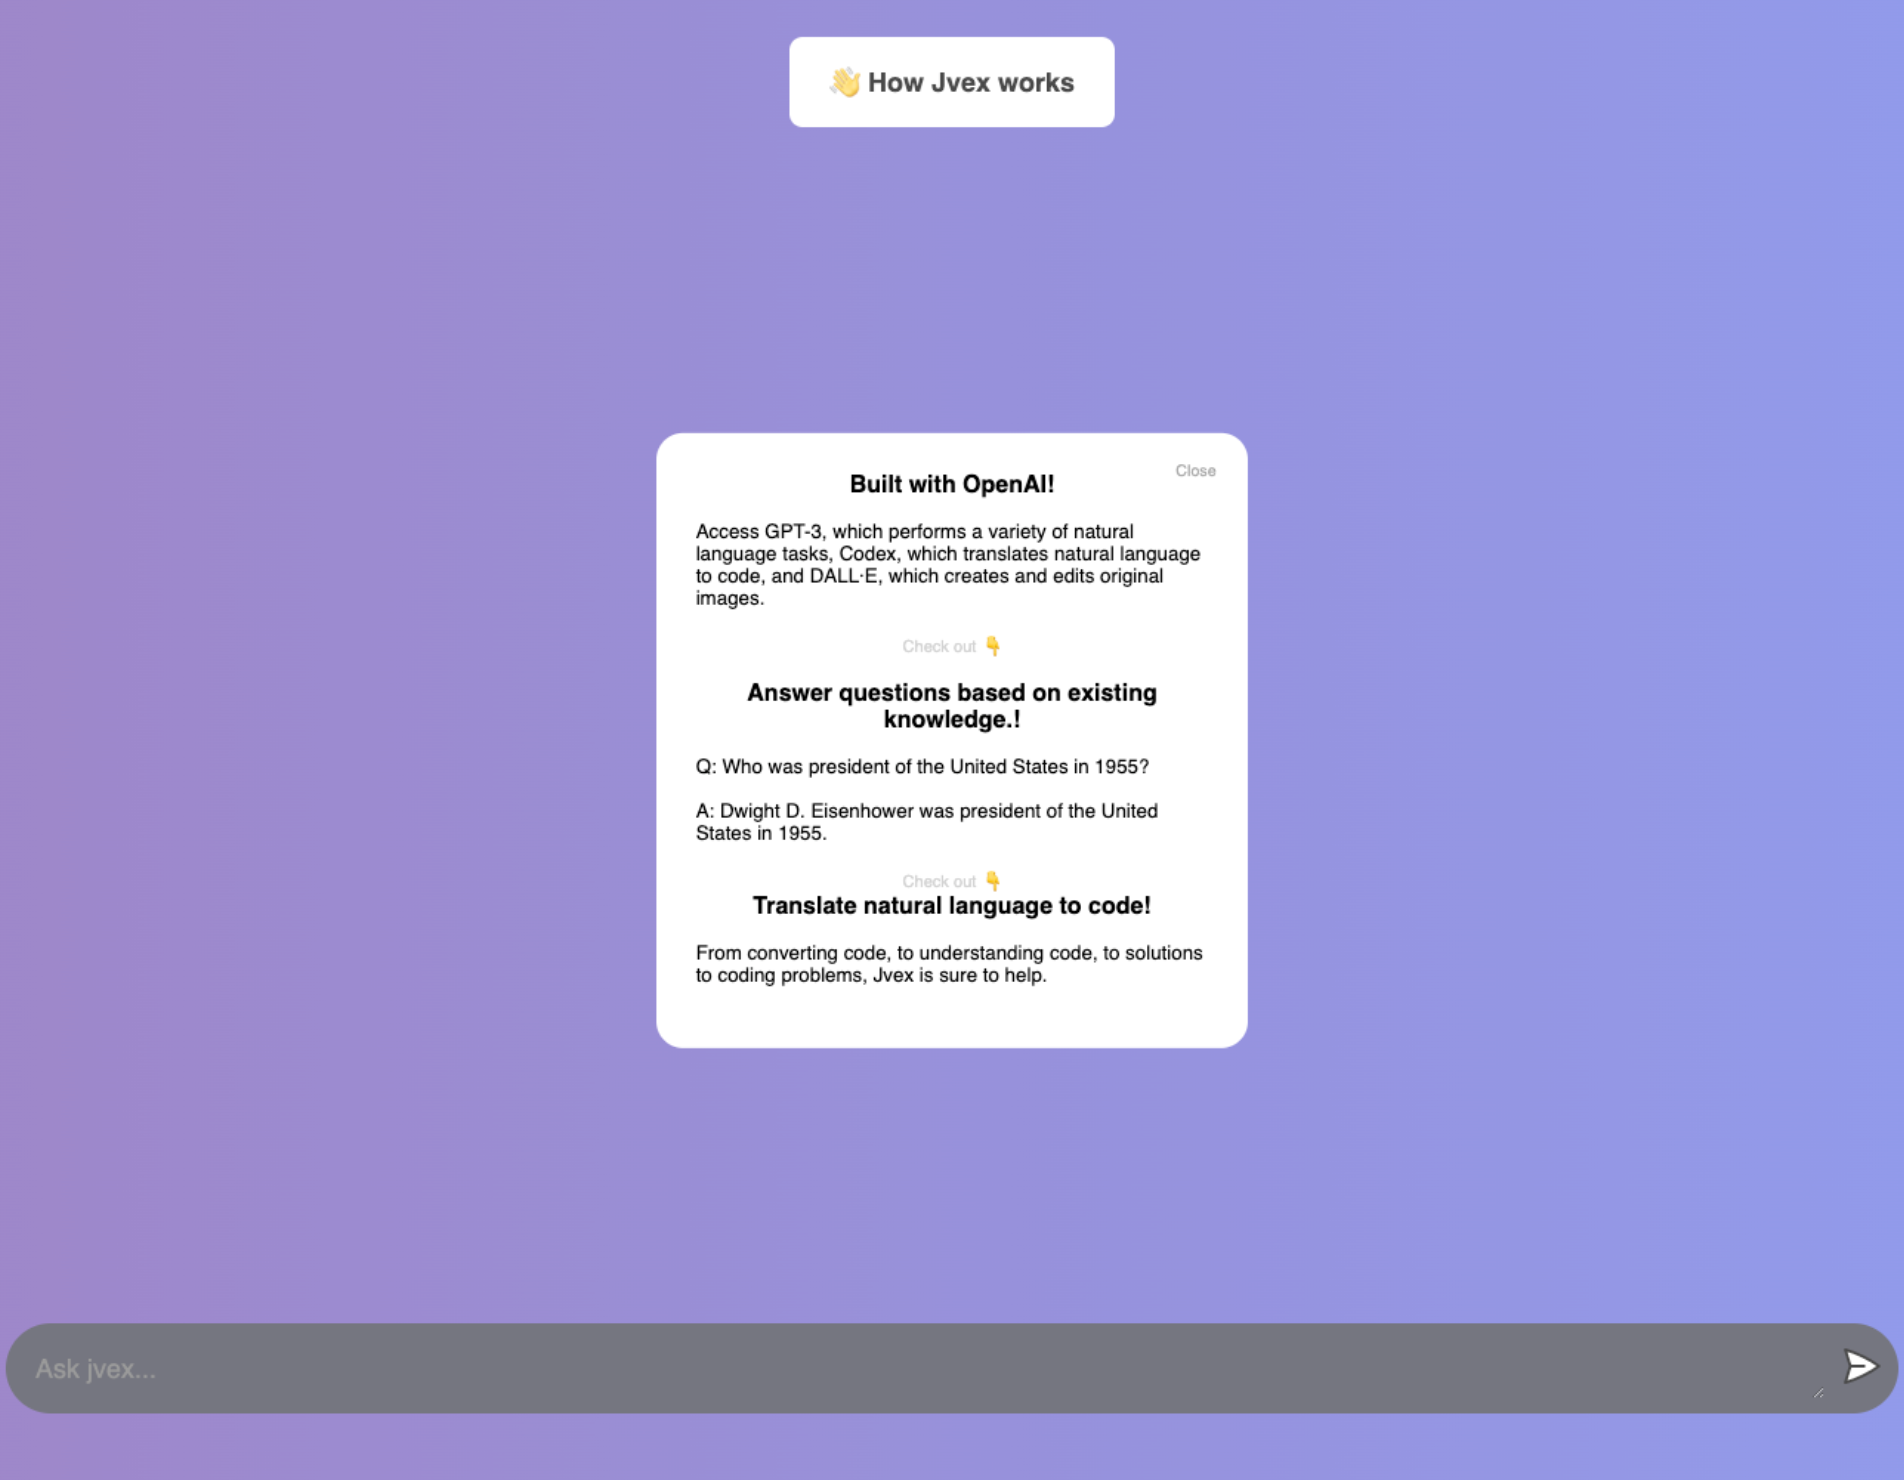 👋 How Jvex works
Close
Built with OpenAI!
Access GPT-3, which performs a variety of natural
language tasks, Codex, which translates natural language
to code, and DALL·E, which creates and edits original
images.
Check out 👇
Answer questions based on existing
knowledge.!
Q: Who was president of the United States in 1955?
A: Dwight D. Eisenhower was president of the United
States in 1955.
Check out 👇
Translate natural language to code!
From converting code, to understanding code, to solutions
to coding problems, Jvex is sure to help.
Ask jvex...